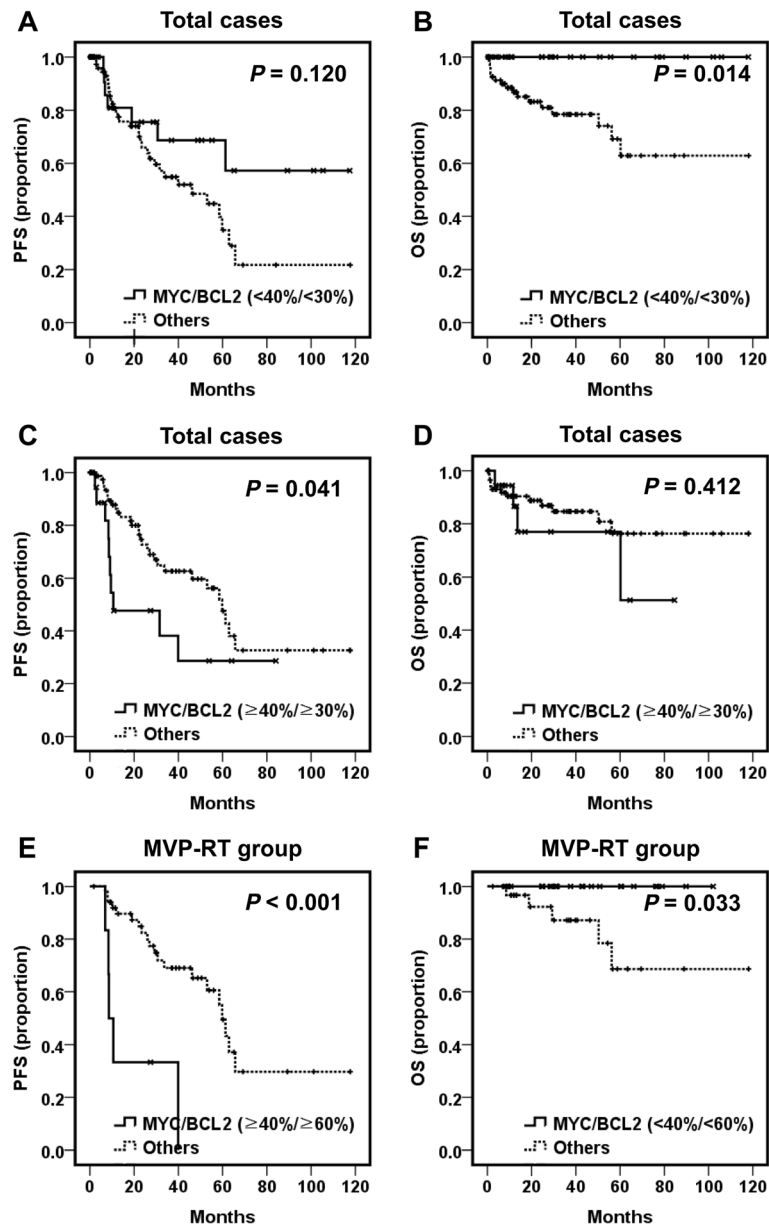 A
Total cases
P = 0.120
PFS (proportion)
1.0
0.8
0.6
0.4
0.2
0.0
MYC/BCL2 (<40%/<30%)
Others
0 20 40 60 80 100 120
Months
B
Total cases
P = 0.014
OS (proportion)
1.0
0.8
0.6
0.4
0.2
0.0
MYC/BCL2 (<40%/<30%)
Others
0 20 40 60 80 100 120
Months
C
Total cases
P = 0.041
PFS (proportion)
1.0
0.8
0.6
0.4
0.2
0.0
MYC/BCL2 (≧40%/≧30%)
Others
0 20 40 60 80 100 120
Months
D
Total cases
P = 0.412
OS (proportion)
1.0
0.8
0.6
0.4
0.2
0.0
MYC/BCL2 (≧40%/≧30%)
Others
0 20 40 60 80 100 120
Months
E
MVP-RT group
P < 0.001
PFS (proportion)
1.0
0.8
0.6
0.4
0.2
0.0
MYC/BCL2 (≧40%/≧60%)
Others
0 20 40 60 80 100 120
Months
F
MVP-RT group
P = 0.033
OS (proportion)
1.0
0.8
0.6
0.4
0.2
0.0
MYC/BCL2 (<40%/<60%)
Others
0 20 40 60 80 100 120
Months